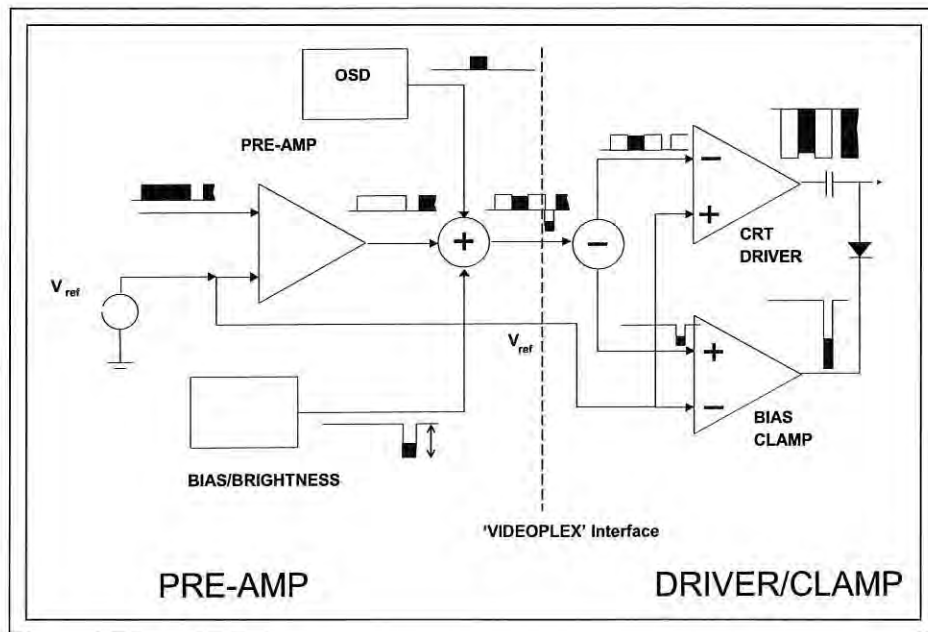 OSD
PRE-AMP
V ref
+
−
−
+
CRT
DRIVER
V ref
+
−
BIAS
CLAMP
BIAS/BRIGHTNESS
'VIDEOPLEX' Interface
PRE-AMP
DRIVER/CLAMP